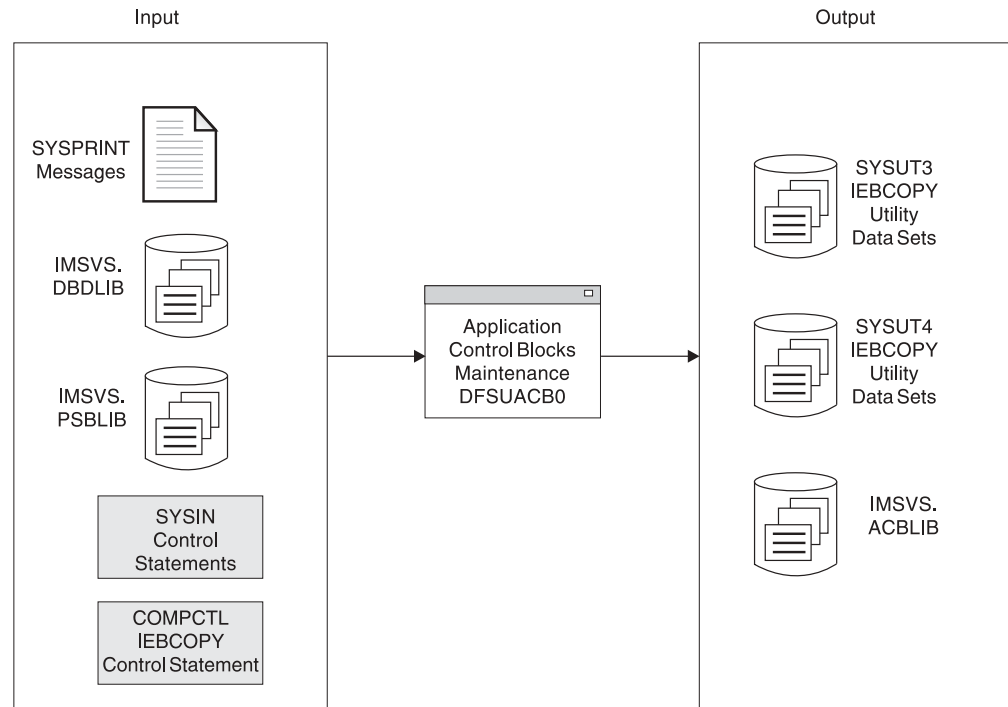 Input
SYSPRINT
Messages
IMSVS.
DBDLIB
IMSVS.
PSBLIB
SYSIN
Control
Statements
COMPCTL
IEBCOPY
Control Statement
Application
Control Blocks
Maintenance
DFSUACB0
Output
SYSUT3
IEBCOPY
Utility
Data Sets
SYSUT4
IEBCOPY
Utility
Data Sets
IMSVS.
ACBLIB